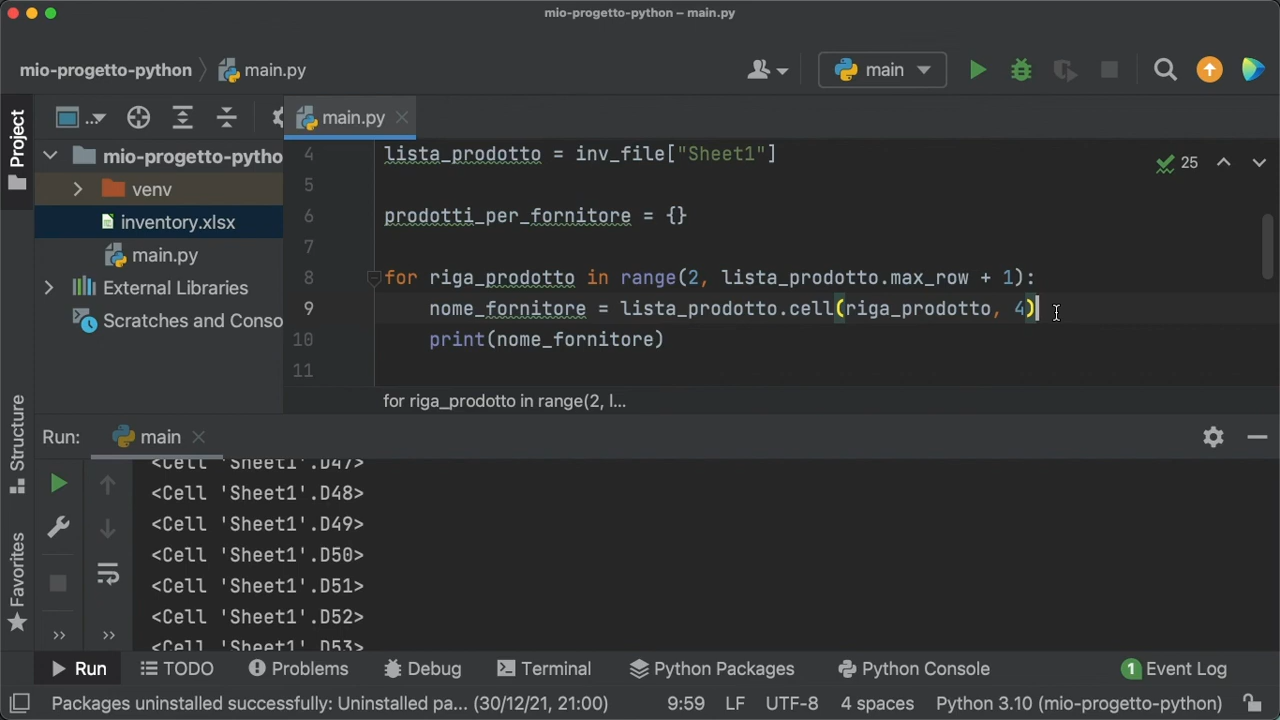 mio-progetto-python – main.py
mio-progetto-python
main.py
main
Project
main.py
mio-progetto-pytho
venv
inventory.xlsx
main.py
External Libraries
Scratches and Conso
4 lista_prodotto = inv_file["Sheet1"]
25
5
6 prodotti_per_fornitore = {}
7
8 for riga_prodotto in range(2, lista_prodotto.max_row + 1):
9 nome_fornitore = lista_prodotto.cell(riga_prodotto, 4)
10 print(nome_fornitore)
11
for riga_prodotto in range(2, l...
Structure
Favorites
Run: main
<Cell 'Sheet1'.D47>
<Cell 'Sheet1'.D48>
<Cell 'Sheet1'.D49>
<Cell 'Sheet1'.D50>
<Cell 'Sheet1'.D51>
<Cell 'Sheet1'.D52>
<Cell 'Sheet1'.D53>
Run TODO Problems Debug Terminal Python Packages Python Console 1 Event Log
Packages uninstalled successfully: Uninstalled pa... (30/12/21, 21:00) 9:59 LF UTF-8 4 spaces Python 3.10 (mio-progetto-python)